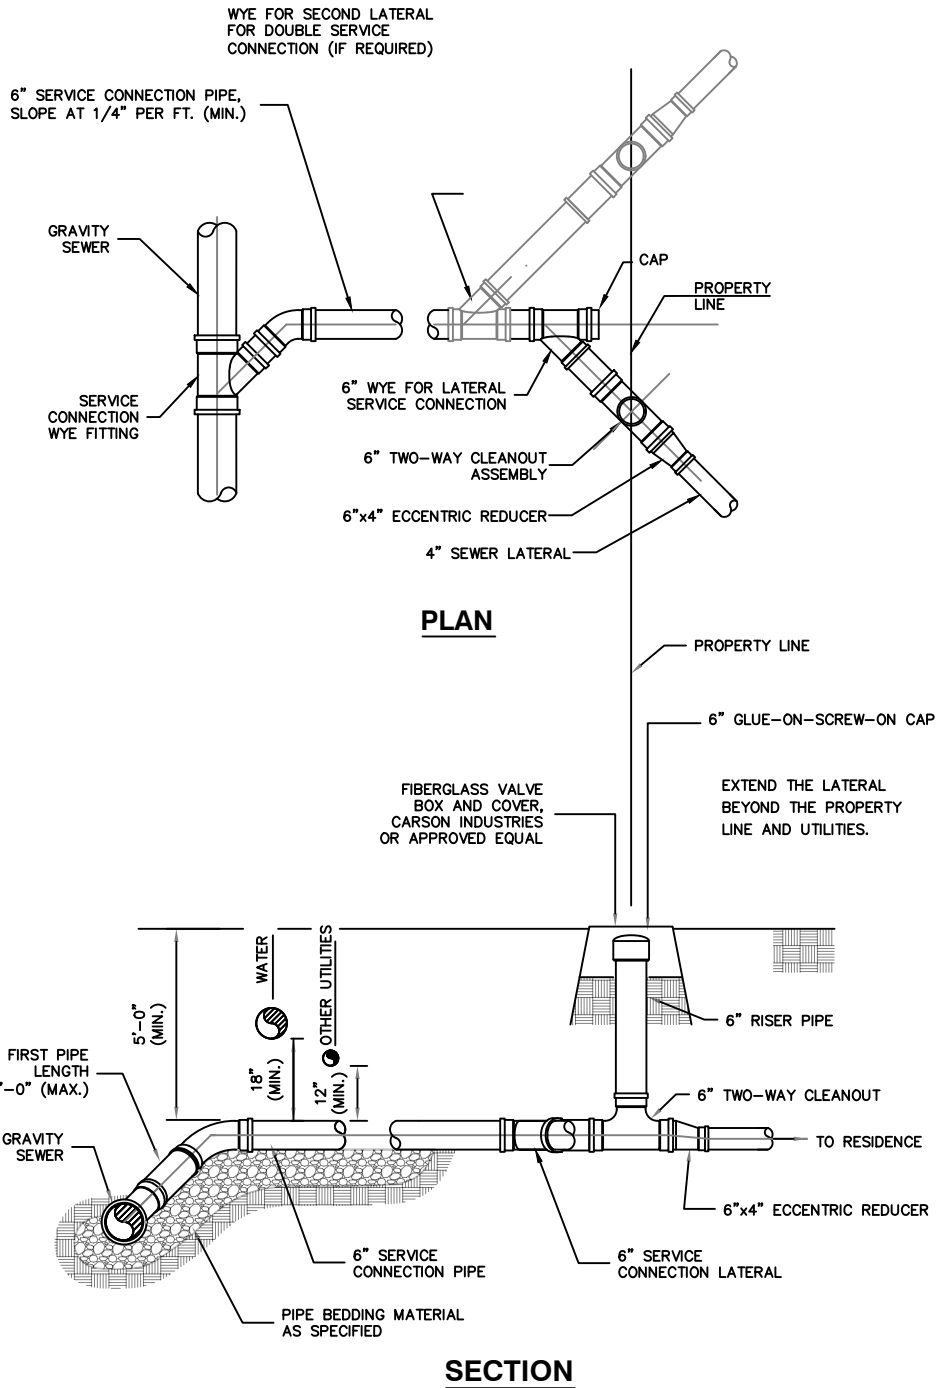 WYE FOR SECOND LATERAL
FOR DOUBLE SERVICE
CONNECTION (IF REQUIRED)
6" SERVICE CONNECTION PIPE,
SLOPE AT 1/4" PER FT. (MIN.)
GRAVITY
SEWER
CAP
PROPERTY
LINE
6" WYE FOR LATERAL
SERVICE CONNECTION
SERVICE
CONNECTION
WYE FITTING
6" TWO-WAY CLEANOUT
ASSEMBLY
6"x4" ECCENTRIC REDUCER
4" SEWER LATERAL
PLAN
PROPERTY LINE
6" GLUE-ON-SCREW-ON CAP
FIBERGLASS VALVE
BOX AND COVER,
CARSON INDUSTRIES
OR APPROVED EQUAL
EXTEND THE LATERAL
BEYOND THE PROPERTY
LINE AND UTILITIES.
5'-0"
(MIN.)
WATER
OTHER UTILITIES
18"
(MIN.)
12"
(MIN.)
6" RISER PIPE
FIRST PIPE
LENGTH
'-0" (MAX.)
6" TWO-WAY CLEANOUT
GRAVITY
SEWER
TO RESIDENCE
6"x4" ECCENTRIC REDUCER
6" SERVICE
CONNECTION PIPE
6" SERVICE
CONNECTION LATERAL
PIPE BEDDING MATERIAL
AS SPECIFIED
SECTION